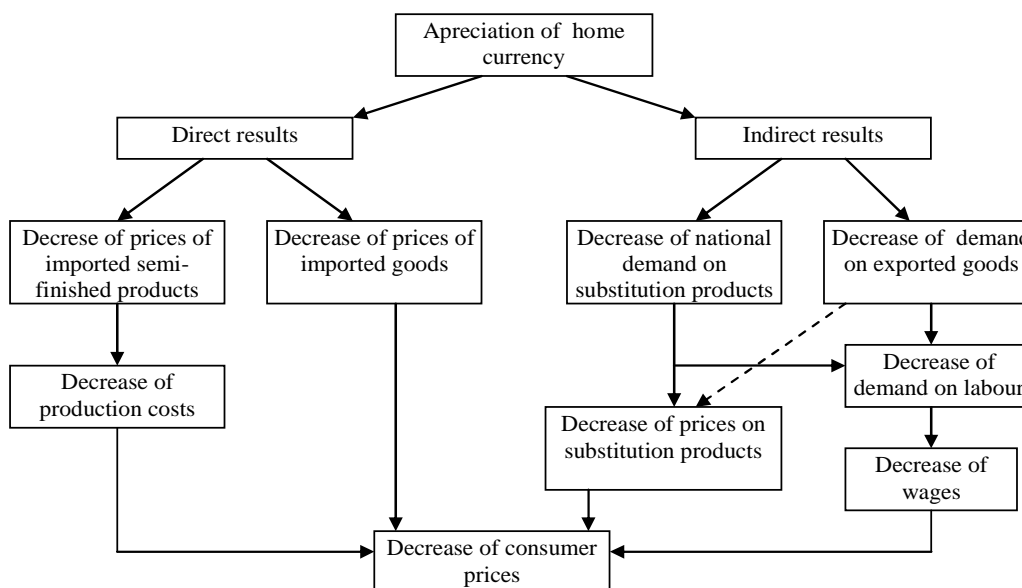 Apreciation of home
currency
Direct results
Indirect results
Decrese of prices of
imported semi-
finished products
Decrease of prices of
imported goods
Decrease of national
demand on
substitution products
Decrease of demand
on exported goods
Decrease of
production costs
Decrease of
demand on labour
Decrease of prices on
substitution products
Decrease of
wages
Decrease of consumer
prices